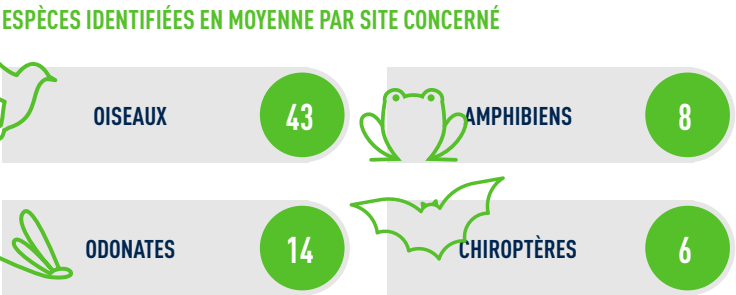 ESPÈCES IDENTIFIÉES EN MOYENNE PAR SITE CONCERNÉ
OISEAUX 43
AMPHIBIENS 8
ODONATES 14
CHIROPTÈRES 6